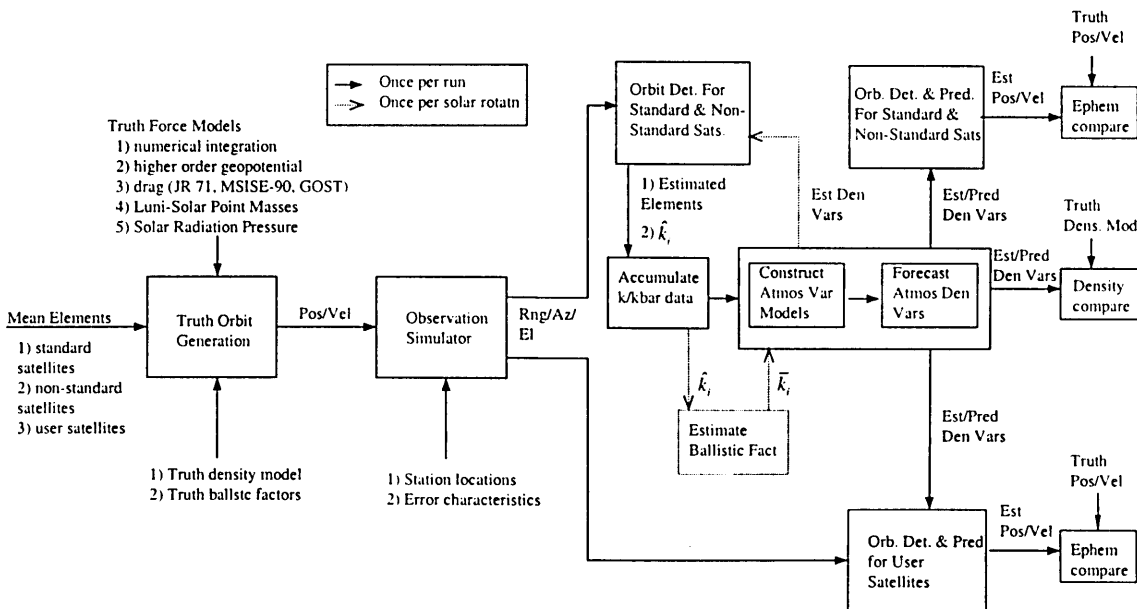 Once per run
Once per solar rotatn
Truth Force Models
1) numerical integration
2) higher order geopotential
3) drag (JR 71, MSISE-90, GOST)
4) Luni-Solar Point Masses
5) Solar Radiation Pressure
Mean Elements
1) standard
satellites
2) non-standard
satellites
3) user satellites
Truth Orbit
Generation
1) Truth density model
2) Truth ballstc factors
Pos/Vel
Observation
Simulator
1) Station locations
2) Error characteristics
Rng/Az/
El
Orbit Det. For
Standard & Non-
Standard Sats.
1) Estimated
Elements
2) k̂ᵢ
Accumulate
k/kbar data
Est Den
Vars
Construct
Atmos Var
Models
Forecast
Atmos Den
Vars
k̂ᵢ
k̄ᵢ
Estimate
Ballistic Fact
Est/Pred
Den Vars
Orb. Det. & Pred.
For Standard &
Non-Standard Sats
Est
Pos/Vel
Truth
Pos/Vel
Ephem
compare
Est/Pred
Den Vars
Truth
Dens. Mod
Density
compare
Est/Pred
Den Vars
Orb. Det. & Pred
for User
Satellites
Est
Pos/Vel
Truth
Pos/Vel
Ephem
compare